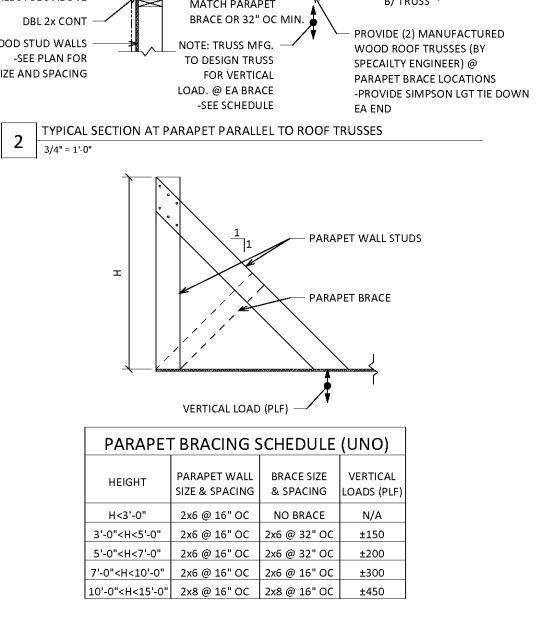 MATCH PARAPET
BRACE OR 32" OC MIN.
DBL 2x CONT
OOD STUD WALLS
-SEE PLAN FOR
IZE AND SPACING
NOTE: TRUSS MFG.
TO DESIGN TRUSS
FOR VERTICAL
LOAD. @ EA BRACE
-SEE SCHEDULE
B/ TRUSS
PROVIDE (2) MANUFACTURED
WOOD ROOF TRUSSES (BY
SPECAILTY ENGINEER) @
PARAPET BRACE LOCATIONS
-PROVIDE SIMPSON LGT TIE DOWN
EA END
2 TYPICAL SECTION AT PARAPET PARALLEL TO ROOF TRUSSES
3/4" = 1'-0"
1
1
H
PARAPET WALL STUDS
PARAPET BRACE
VERTICAL LOAD (PLF)
PARAPET BRACING SCHEDULE (UNO)
HEIGHT PARAPET WALL SIZE & SPACING BRACE SIZE & SPACING VERTICAL LOADS (PLF)
H<3'-0" 2x6 @ 16" OC NO BRACE N/A
3'-0"<H<5'-0" 2x6 @ 16" OC 2x6 @ 32" OC ±150
5'-0"<H<7'-0" 2x6 @ 16" OC 2x6 @ 32" OC ±200
7'-0"<H<10'-0" 2x6 @ 16" OC 2x6 @ 16" OC ±300
10'-0"<H<15'-0" 2x8 @ 16" OC 2x8 @ 16" OC ±450